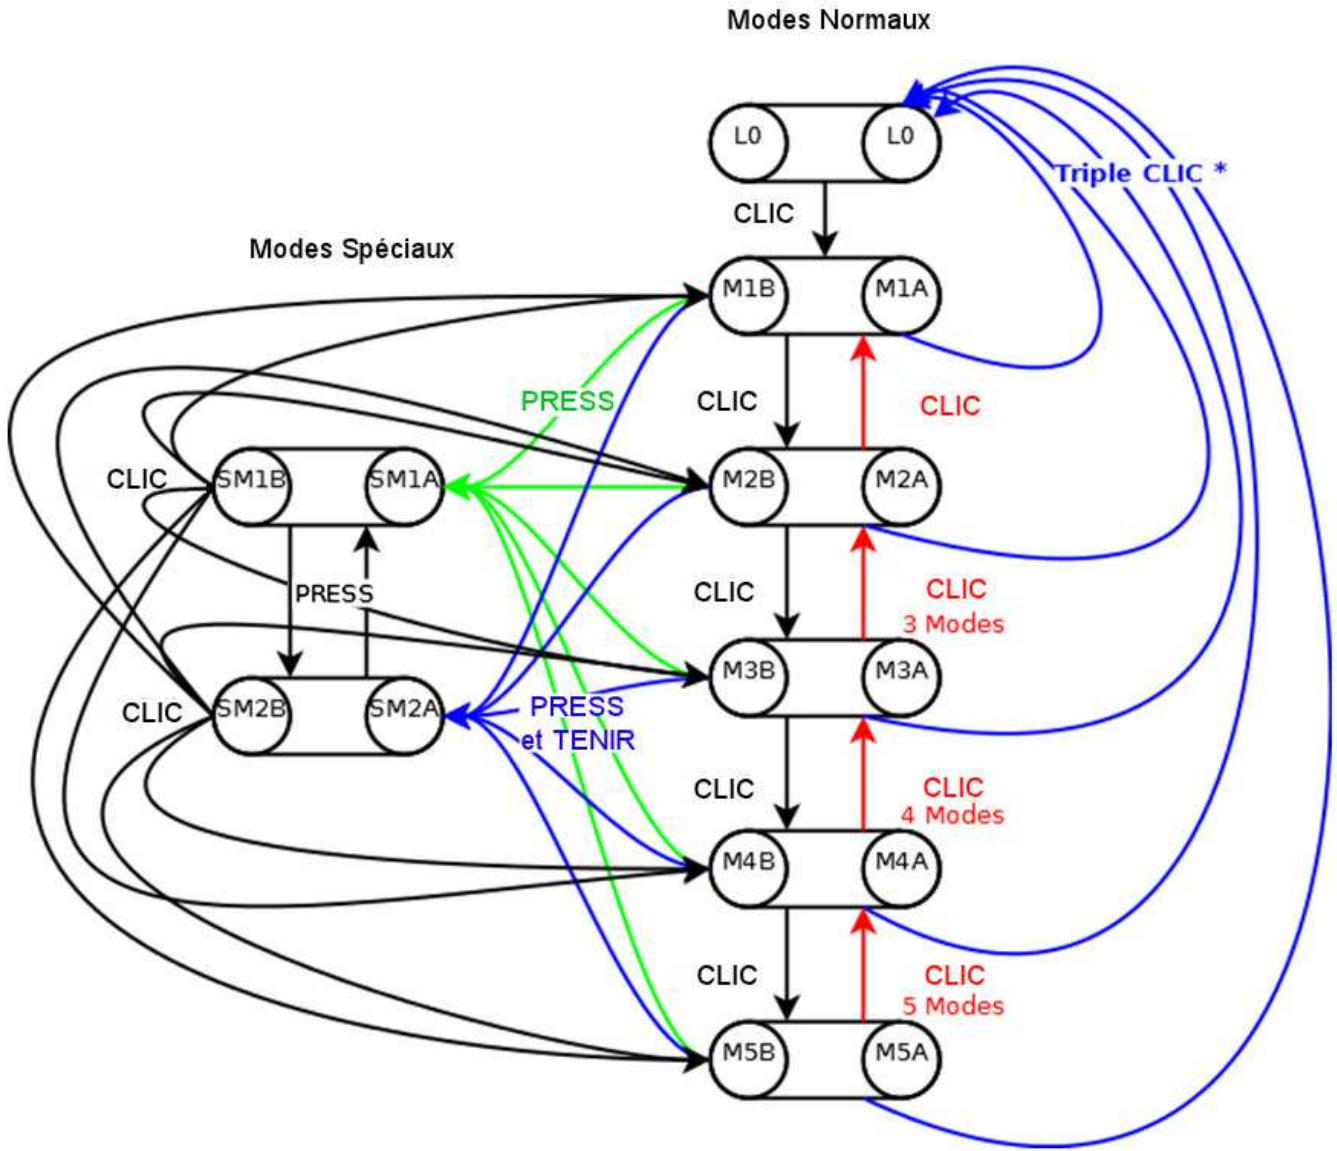 Modes Normaux
L0 L0
Triple CLIC *
CLIC
Modes Spéciaux
M1B M1A
PRESS CLIC CLIC
CLIC SM1B SM1A M2B M2A
PRESS CLIC CLIC
3 Modes
M3B M3A
CLIC SM2B SM2A PRESS
et TENIR
CLIC CLIC
4 Modes
M4B M4A
CLIC CLIC
5 Modes
M5B M5A